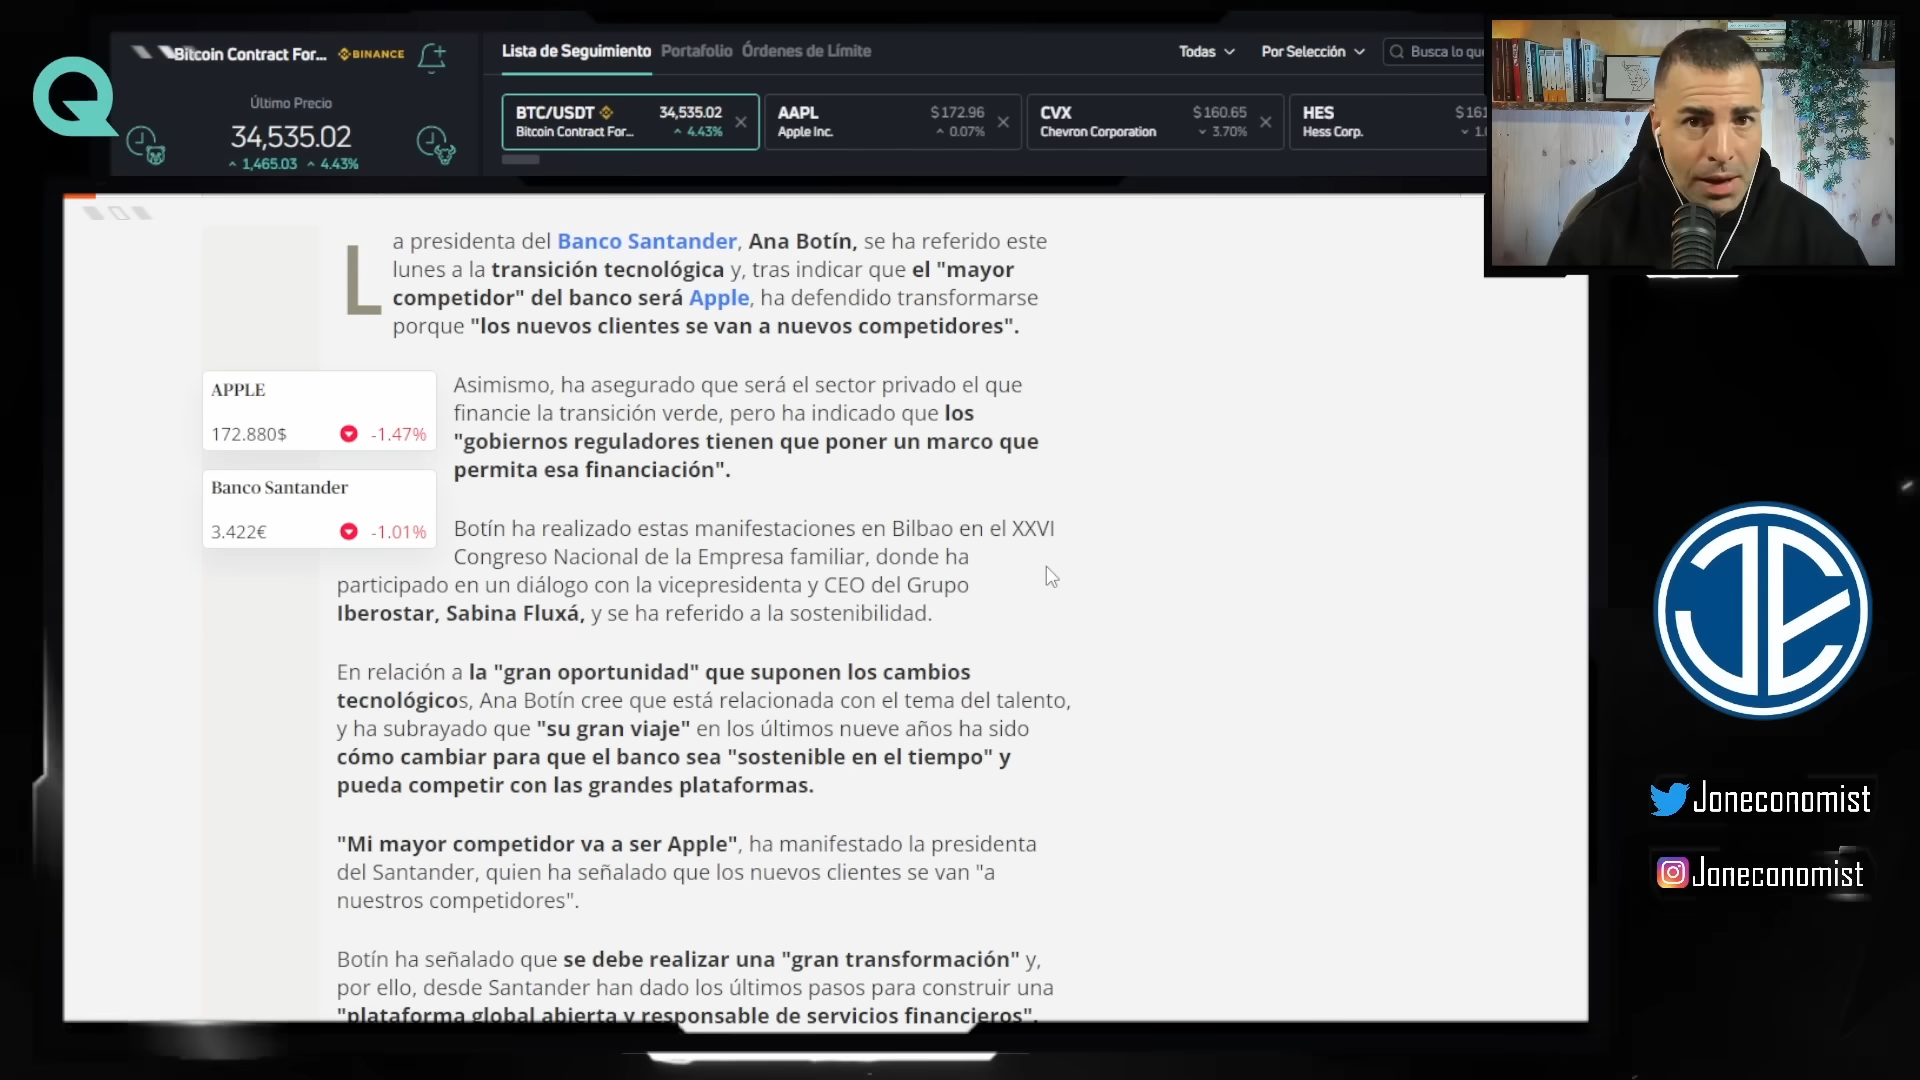 Bitcoin Contract For...
BINANCE
Último Precio
34,535.02
1,465.03 4.43%
Lista de Seguimiento Portafolio Órdenes de Límite
Todas Por Selección Busca lo que
BTC/USDT 34,535.02
Bitcoin Contract For... 4.43%
AAPL $172.96
Apple Inc. 0.07%
CVX $160.65
Chevron Corporation 3.70%
HES $161
Hess Corp. 1.
La presidenta del Banco Santander, Ana Botín, se ha referido este
lunes a la transición tecnológica y, tras indicar que el "mayor
competidor" del banco será Apple, ha defendido transformarse
porque "los nuevos clientes se van a nuevos competidores".
APPLE
172.880$ -1.47%
Banco Santander
3.422€ -1.01%
Asimismo, ha asegurado que será el sector privado el que
financie la transición verde, pero ha indicado que los
"gobiernos reguladores tienen que poner un marco que
permita esa financiación".
Botín ha realizado estas manifestaciones en Bilbao en el XXVI
Congreso Nacional de la Empresa familiar, donde ha
participado en un diálogo con la vicepresidenta y CEO del Grupo
Iberostar, Sabina Fluxá, y se ha referido a la sostenibilidad.
En relación a la "gran oportunidad" que suponen los cambios
tecnológicos, Ana Botín cree que está relacionada con el tema del talento,
y ha subrayado que "su gran viaje" en los últimos nueve años ha sido
cómo cambiar para que el banco sea "sostenible en el tiempo" y
pueda competir con las grandes plataformas.
"Mi mayor competidor va a ser Apple", ha manifestado la presidenta
del Santander, quien ha señalado que los nuevos clientes se van "a
nuestros competidores".
Botín ha señalado que se debe realizar una "gran transformación" y,
por ello, desde Santander han dado los últimos pasos para construir una
"plataforma global abierta y responsable de servicios financieros".
JE
Joneconomist
Joneconomist